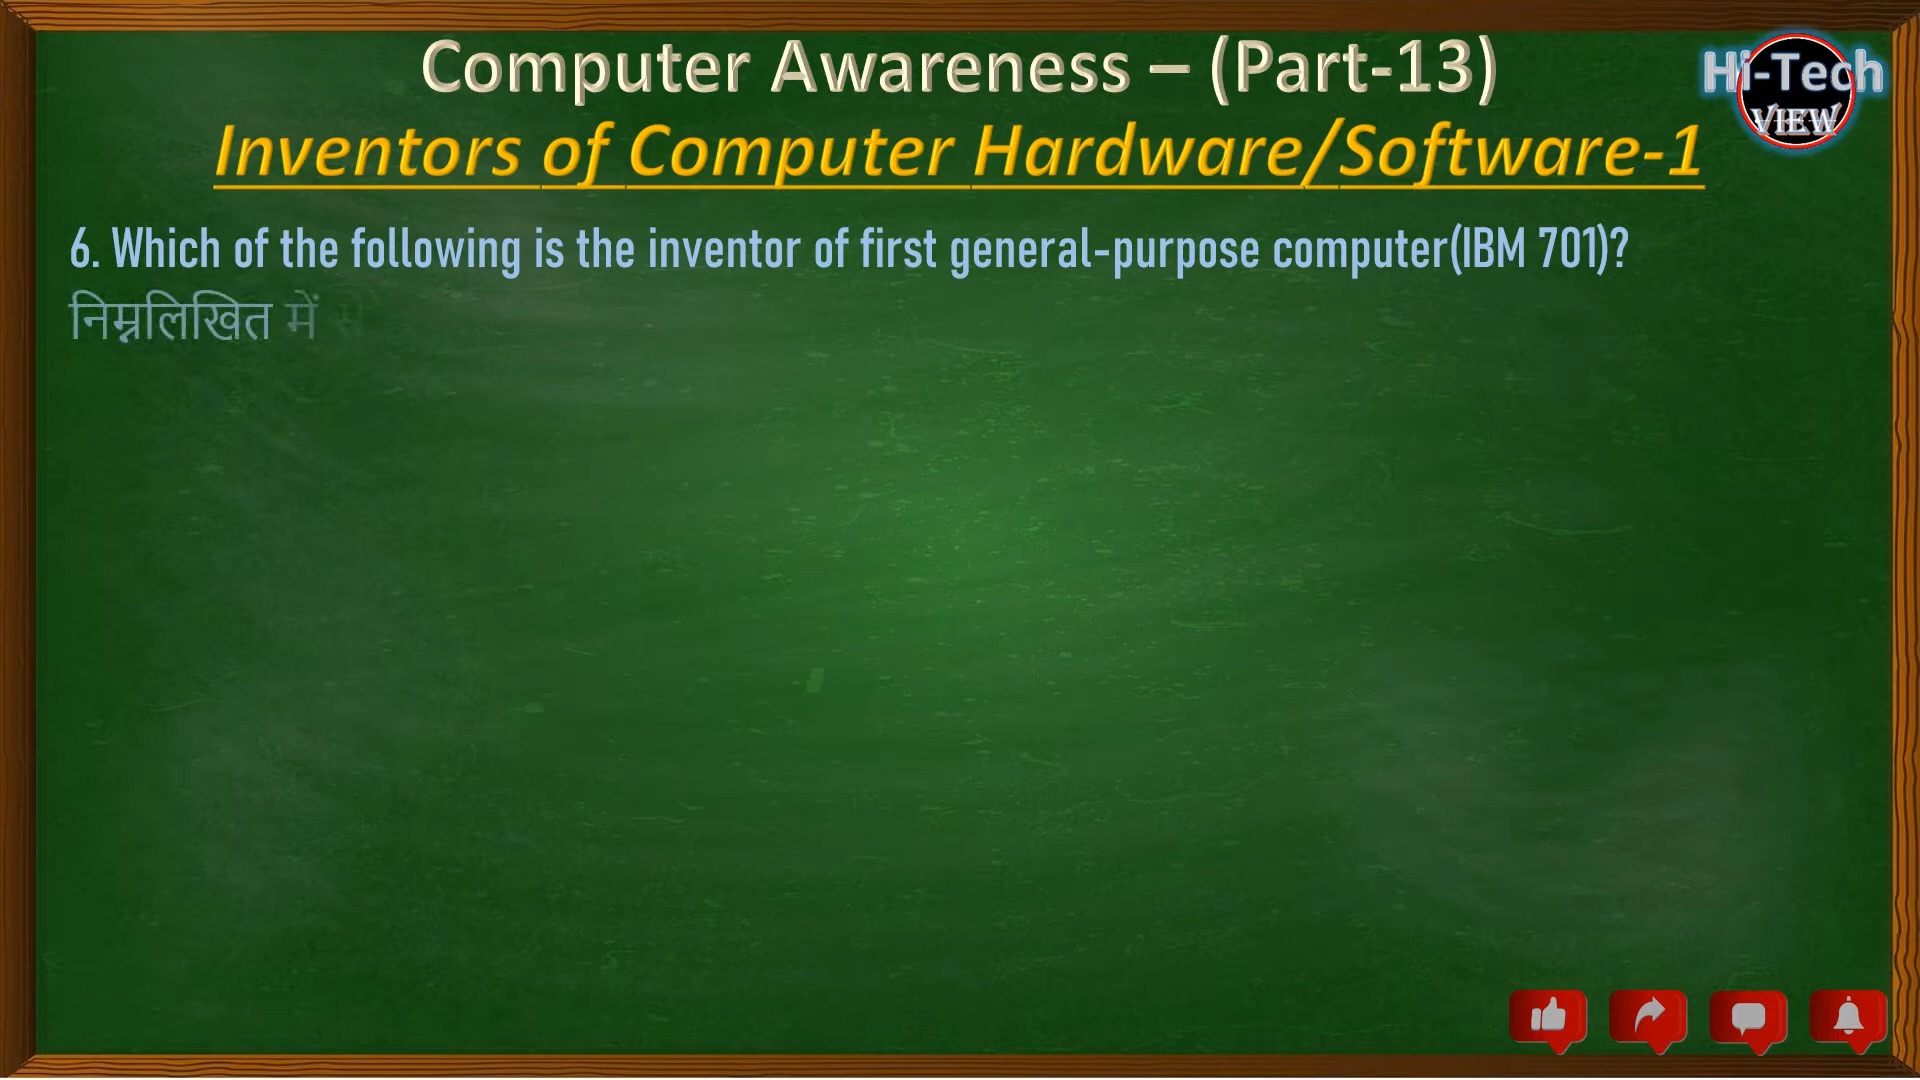 Computer Awareness – (Part-13)
Hi-Tech
VIEW
Inventors of Computer Hardware/Software-1
6. Which of the following is the inventor of first general-purpose computer(IBM 701)?
निम्नलिखित में